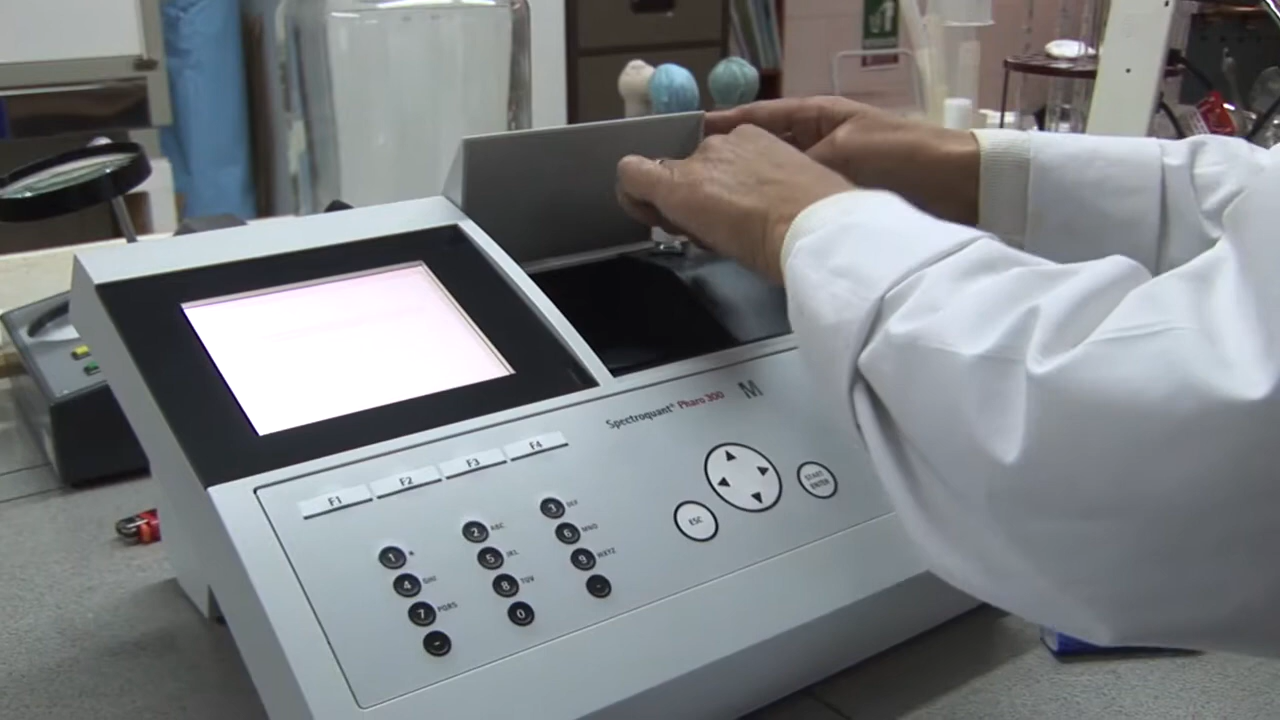 Spectroquant® Pharo 300 M
F1 F2 F3 F4
1 2 ABC 3 DEF
4 GHI 5 JKL 6 MNO
7 PQRS 8 TUV 9 WXYZ
- 0 .
ESC
START
ENTER